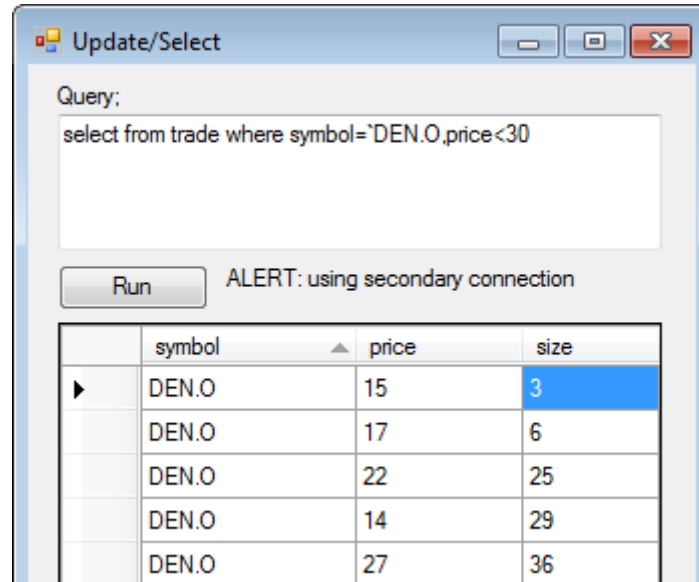 Update/Select
Query;
select from trade where symbol=`DEN.O,price<30
Run ALERT: using secondary connection
symbol price size
DEN.O 15 3
DEN.O 17 6
DEN.O 22 25
DEN.O 14 29
DEN.O 27 36